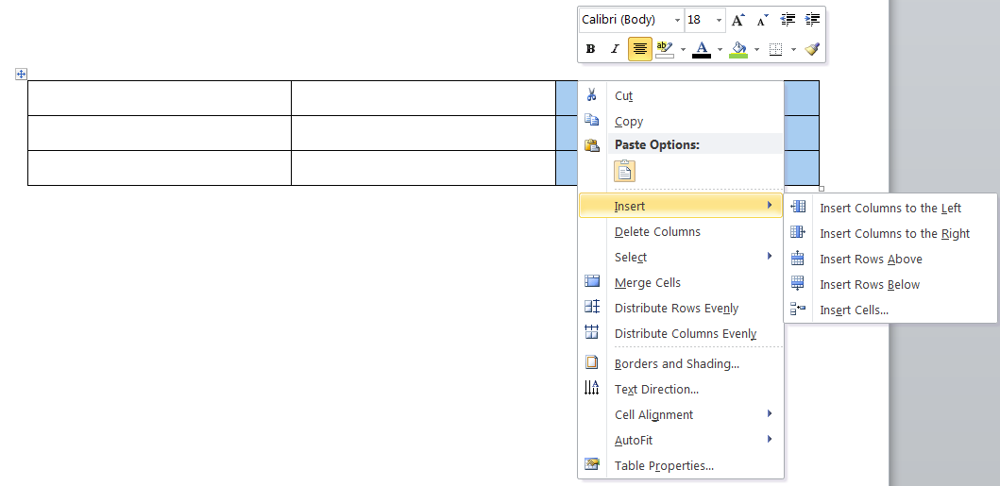 Calibri (Body) 18 A A
B I ab A
Cut
Copy
Paste Options:
Insert
Delete Columns
Select
Merge Cells
Distribute Rows Evenly
Distribute Columns Evenly
Borders and Shading...
Text Direction...
Cell Alignment
AutoFit
Table Properties...
Insert Columns to the Left
Insert Columns to the Right
Insert Rows Above
Insert Rows Below
Insert Cells...